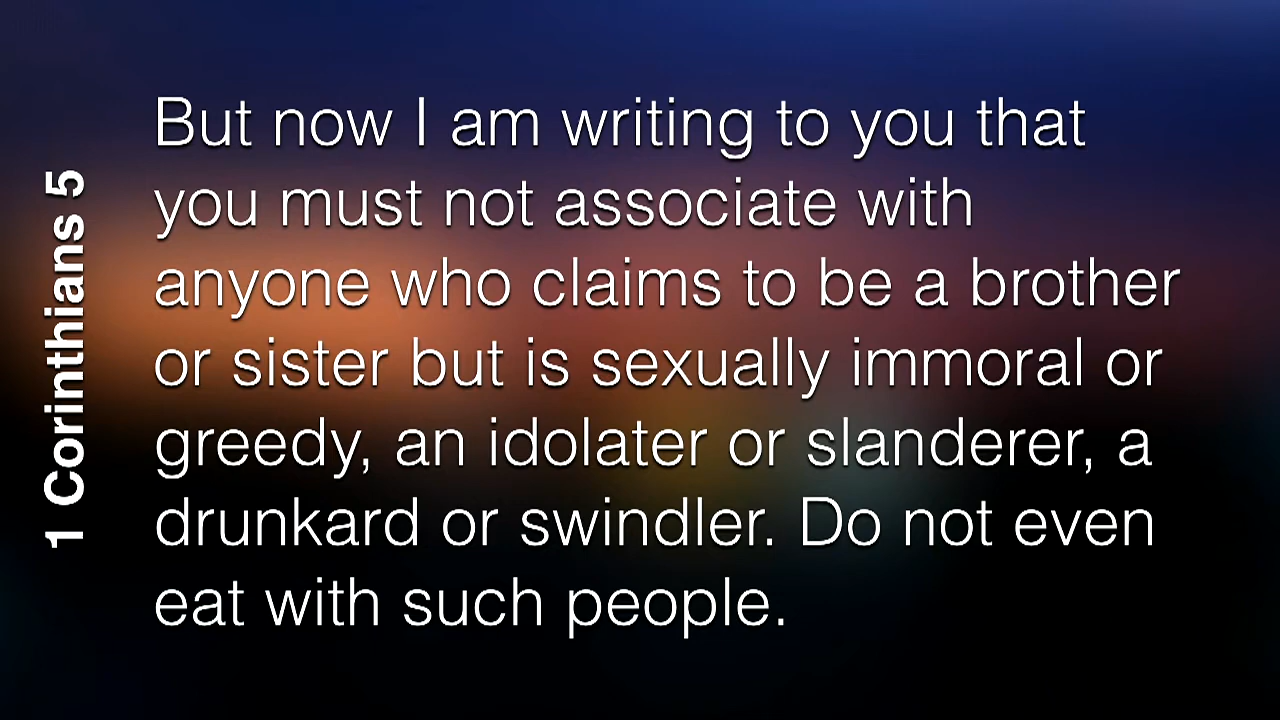 1 Corinthians 5
But now I am writing to you that
you must not associate with
anyone who claims to be a brother
or sister but is sexually immoral or
greedy, an idolater or slanderer, a
drunkard or swindler. Do not even
eat with such people.